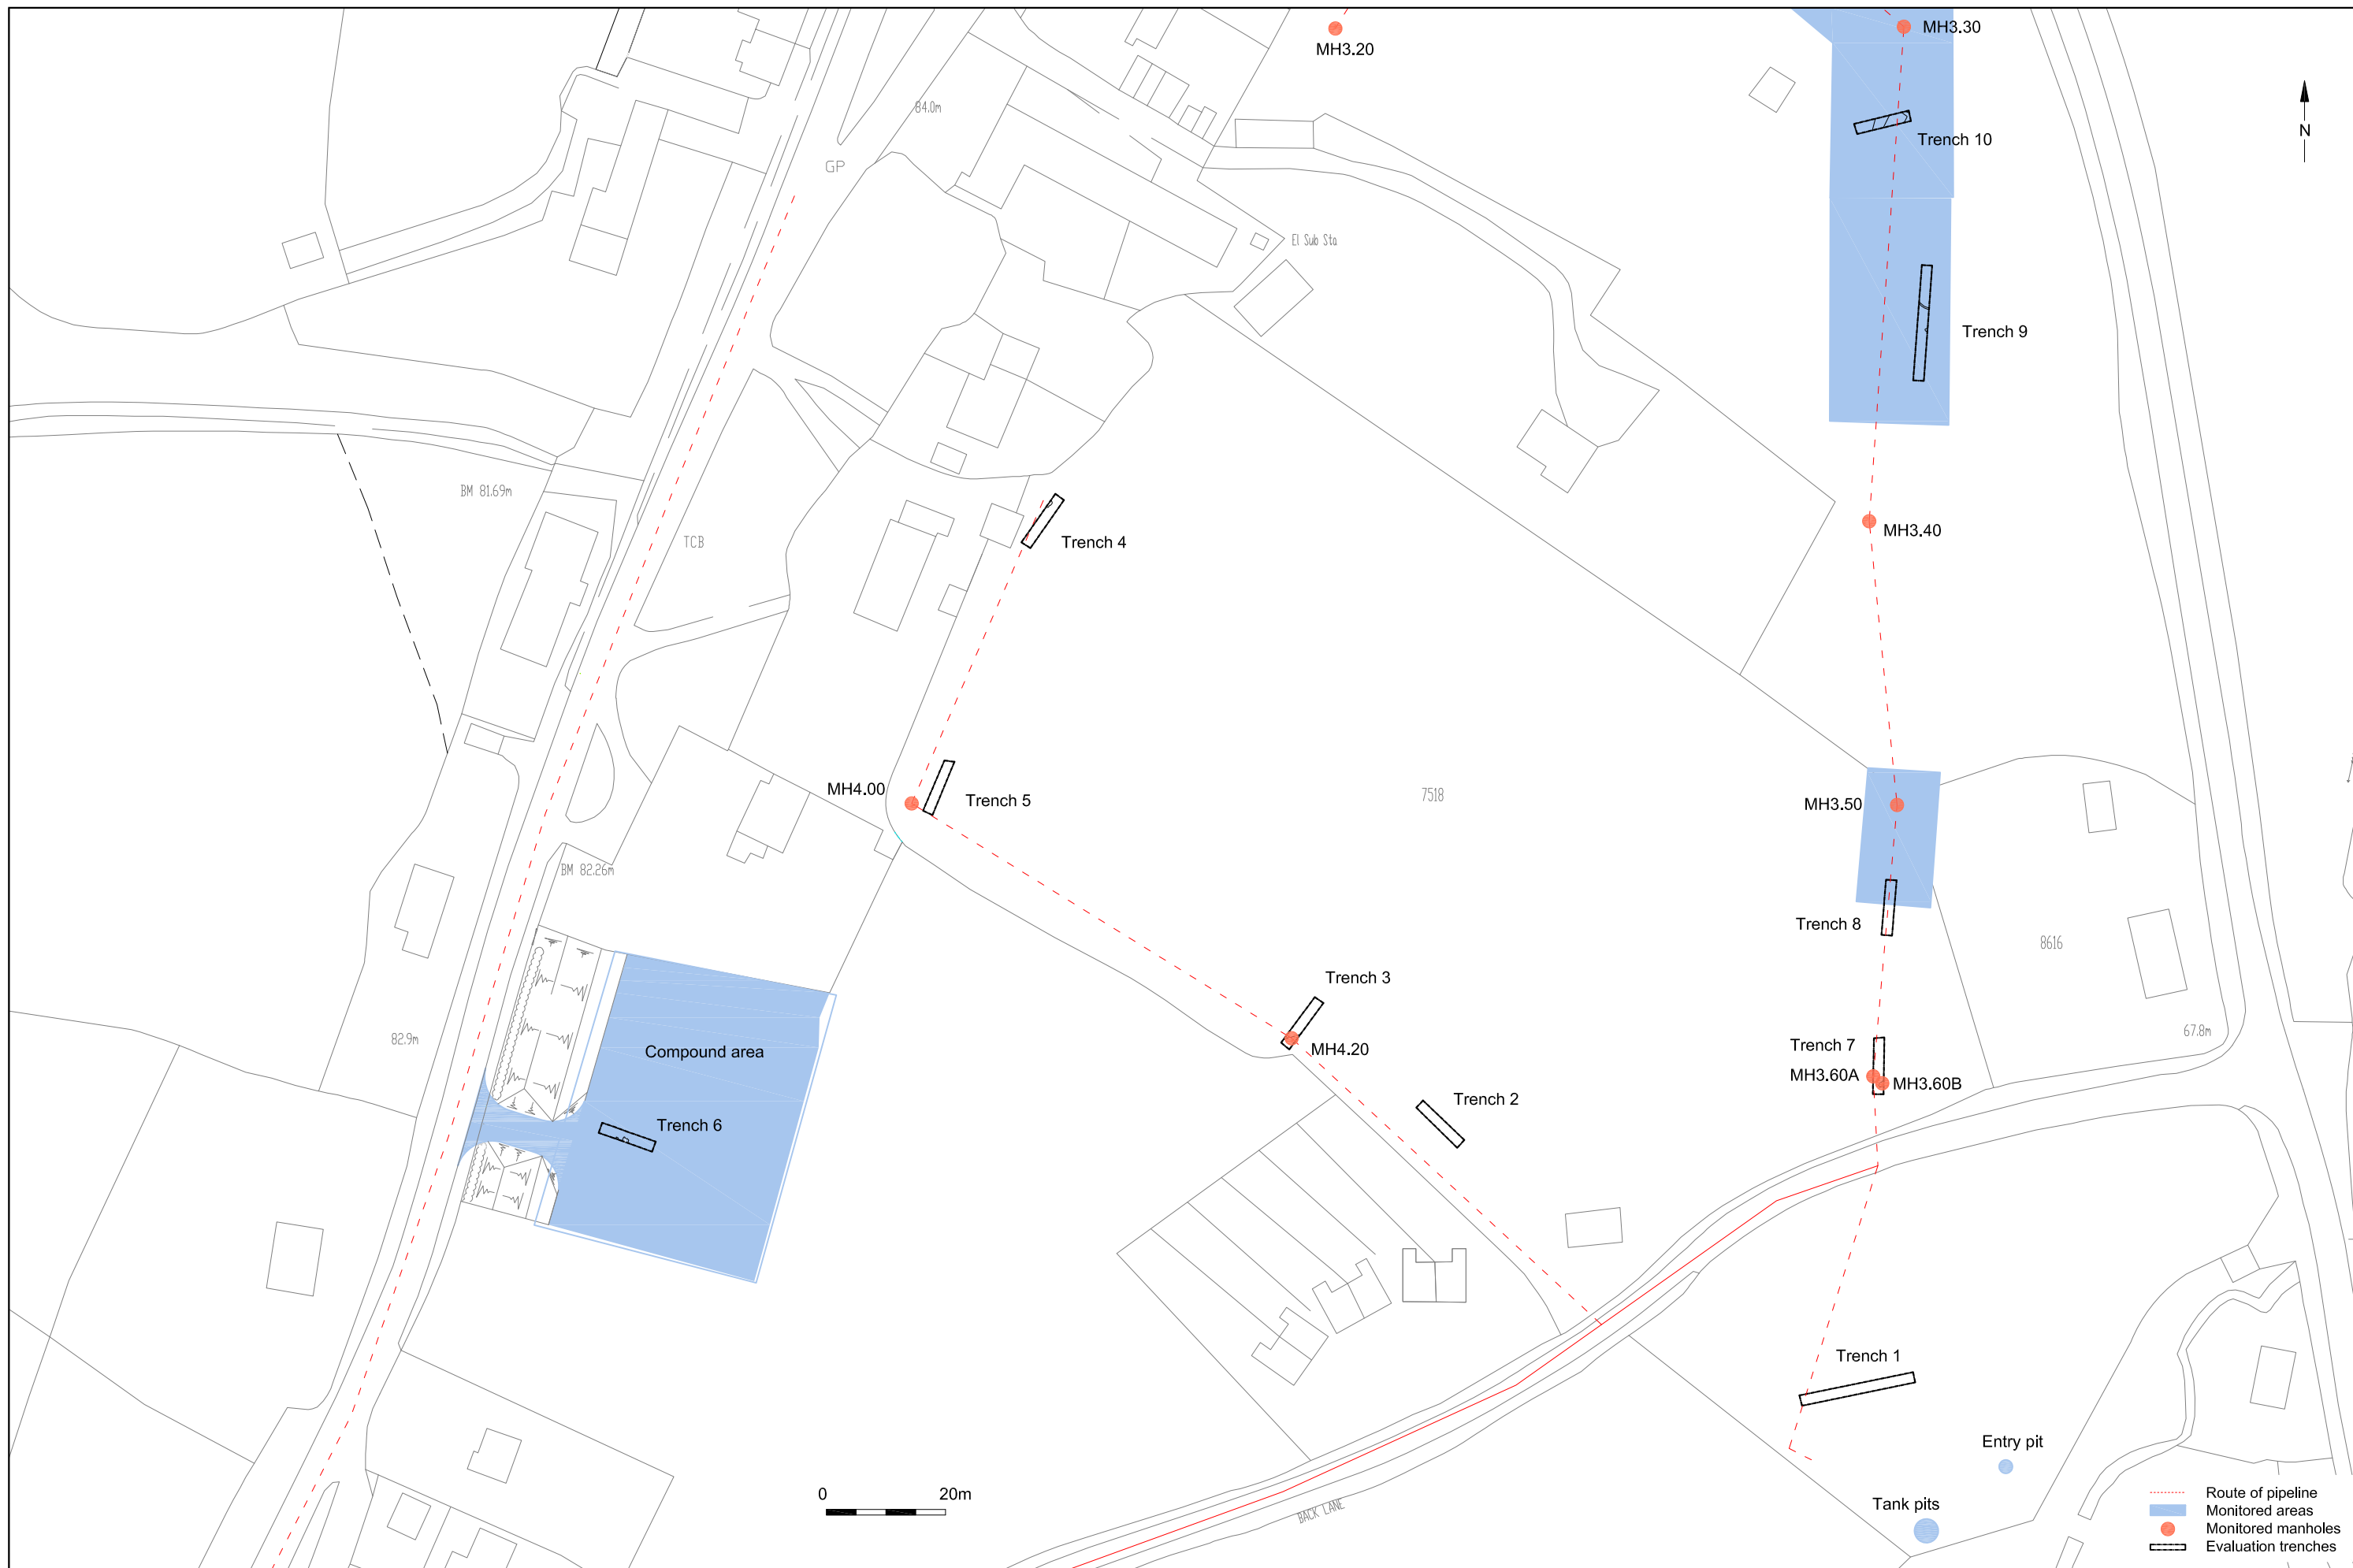 MH3.20
MH3.30
84.0m
N
Trench 10
GP
El Sub Sta
Trench 9
BM 81.69m
MH3.40
TCB
Trench 4
MH4.00
Trench 5
7518
MH3.50
BM 82.26m
Trench 8
8616
Trench 3
67.8m
82.9m
Compound area
MH4.20
Trench 7
MH3.60A
MH3.60B
Trench 2
Trench 6
Trench 1
Entry pit
0 20m
Tank pits
BACK LANE
Route of pipeline
Monitored areas
Monitored manholes
Evaluation trenches